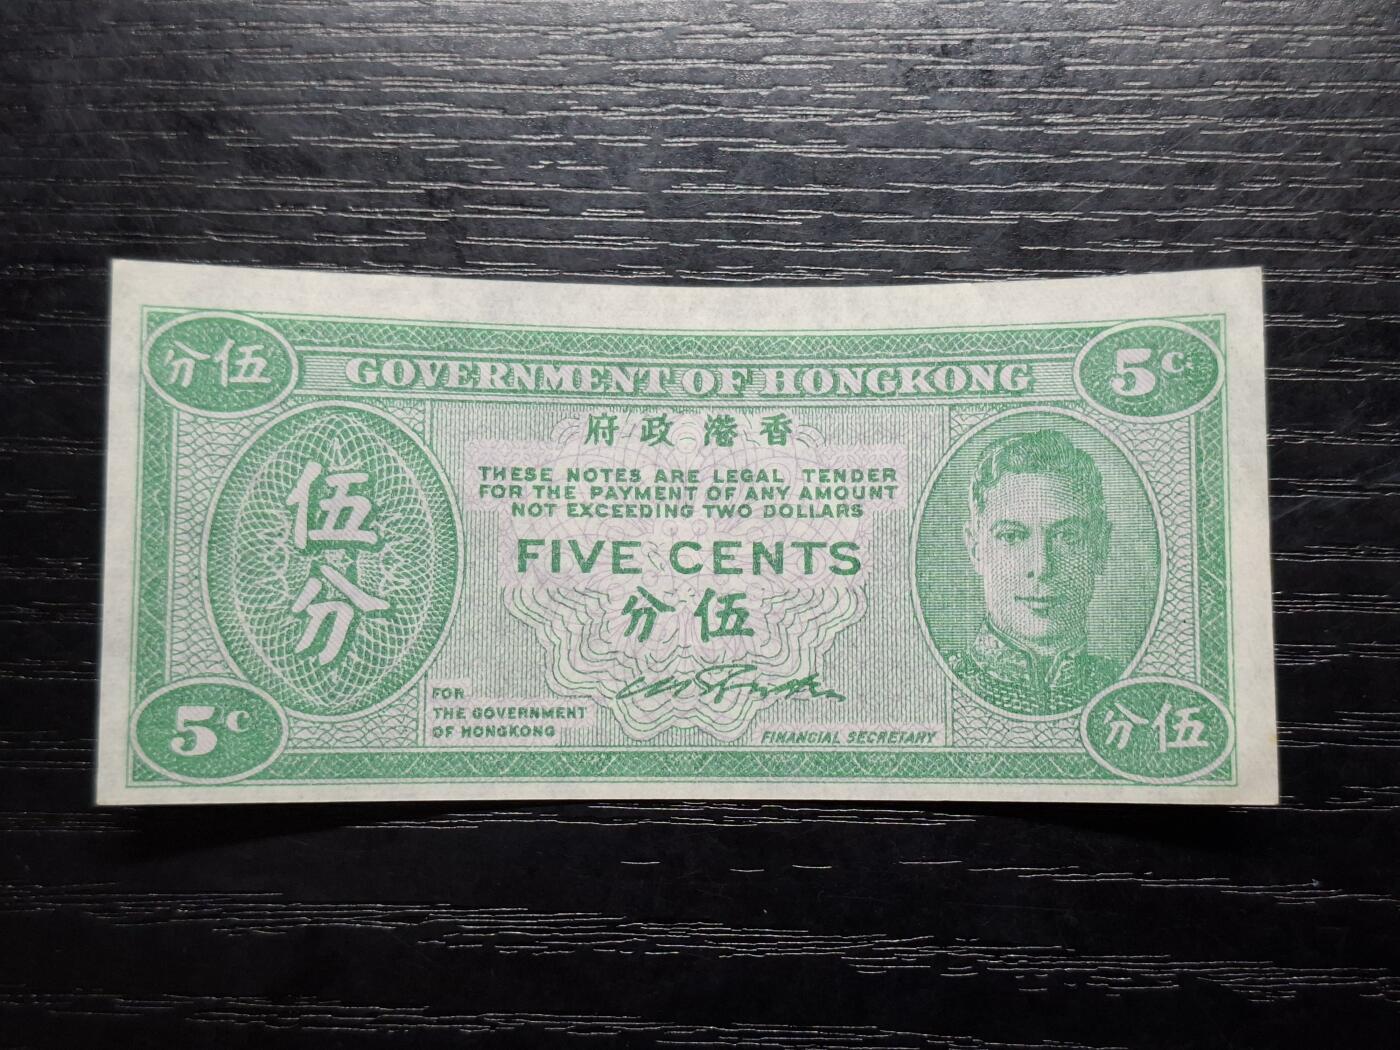 分伍
GOVERNMENT OF HONGKONG
5c
府政港香
THESE NOTES ARE LEGAL TENDER
FOR THE PAYMENT OF ANY AMOUNT
NOT EXCEEDING TWO DOLLARS
伍
分
FIVE CENTS
分伍
FOR
THE GOVERNMENT
OF HONGKONG
FINANCIAL SECRETARY
5c
分伍